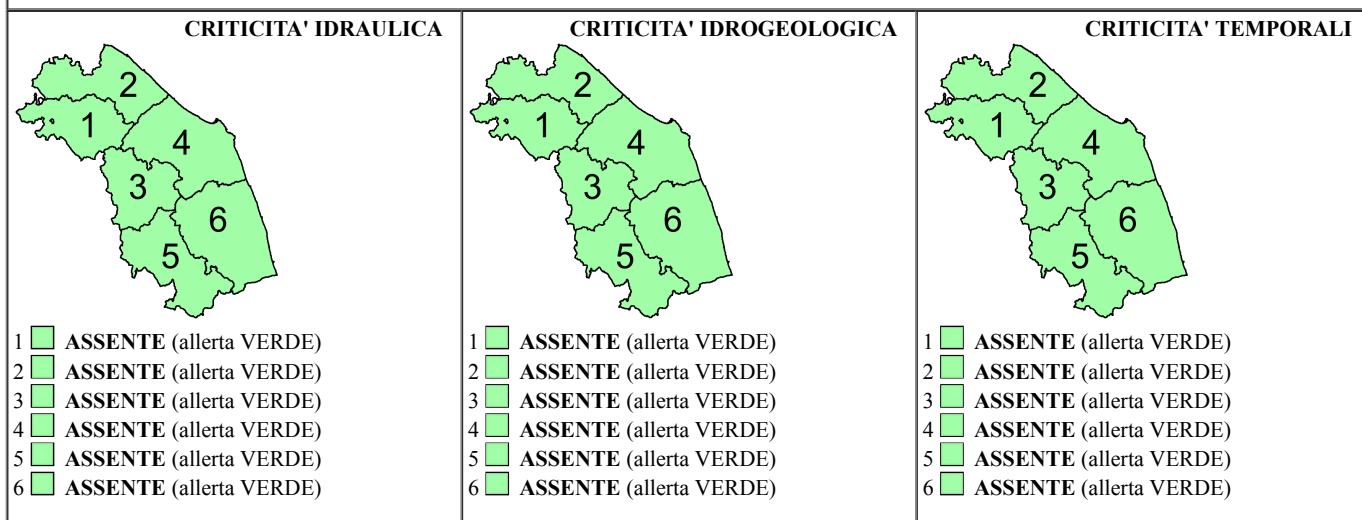 CRITICITA' IDRAULICA
2
1
4
3
6
5
1 ASSENTE (allerta VERDE)
2 ASSENTE (allerta VERDE)
3 ASSENTE (allerta VERDE)
4 ASSENTE (allerta VERDE)
5 ASSENTE (allerta VERDE)
6 ASSENTE (allerta VERDE)
CRITICITA' IDROGEOLOGICA
2
1
4
3
6
5
1 ASSENTE (allerta VERDE)
2 ASSENTE (allerta VERDE)
3 ASSENTE (allerta VERDE)
4 ASSENTE (allerta VERDE)
5 ASSENTE (allerta VERDE)
6 ASSENTE (allerta VERDE)
CRITICITA' TEMPORALI
2
1
4
3
6
5
1 ASSENTE (allerta VERDE)
2 ASSENTE (allerta VERDE)
3 ASSENTE (allerta VERDE)
4 ASSENTE (allerta VERDE)
5 ASSENTE (allerta VERDE)
6 ASSENTE (allerta VERDE)